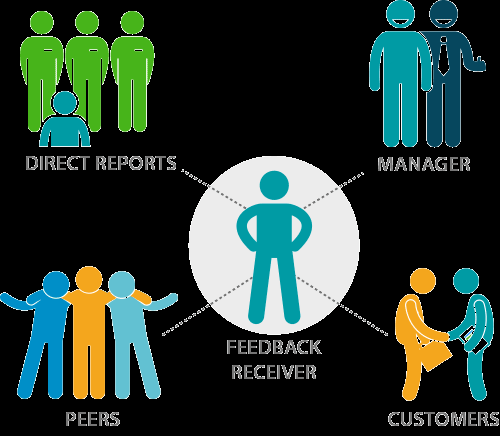 DIRECT REPORTS
MANAGER
FEEDBACK
RECEIVER
PEERS
CUSTOMERS